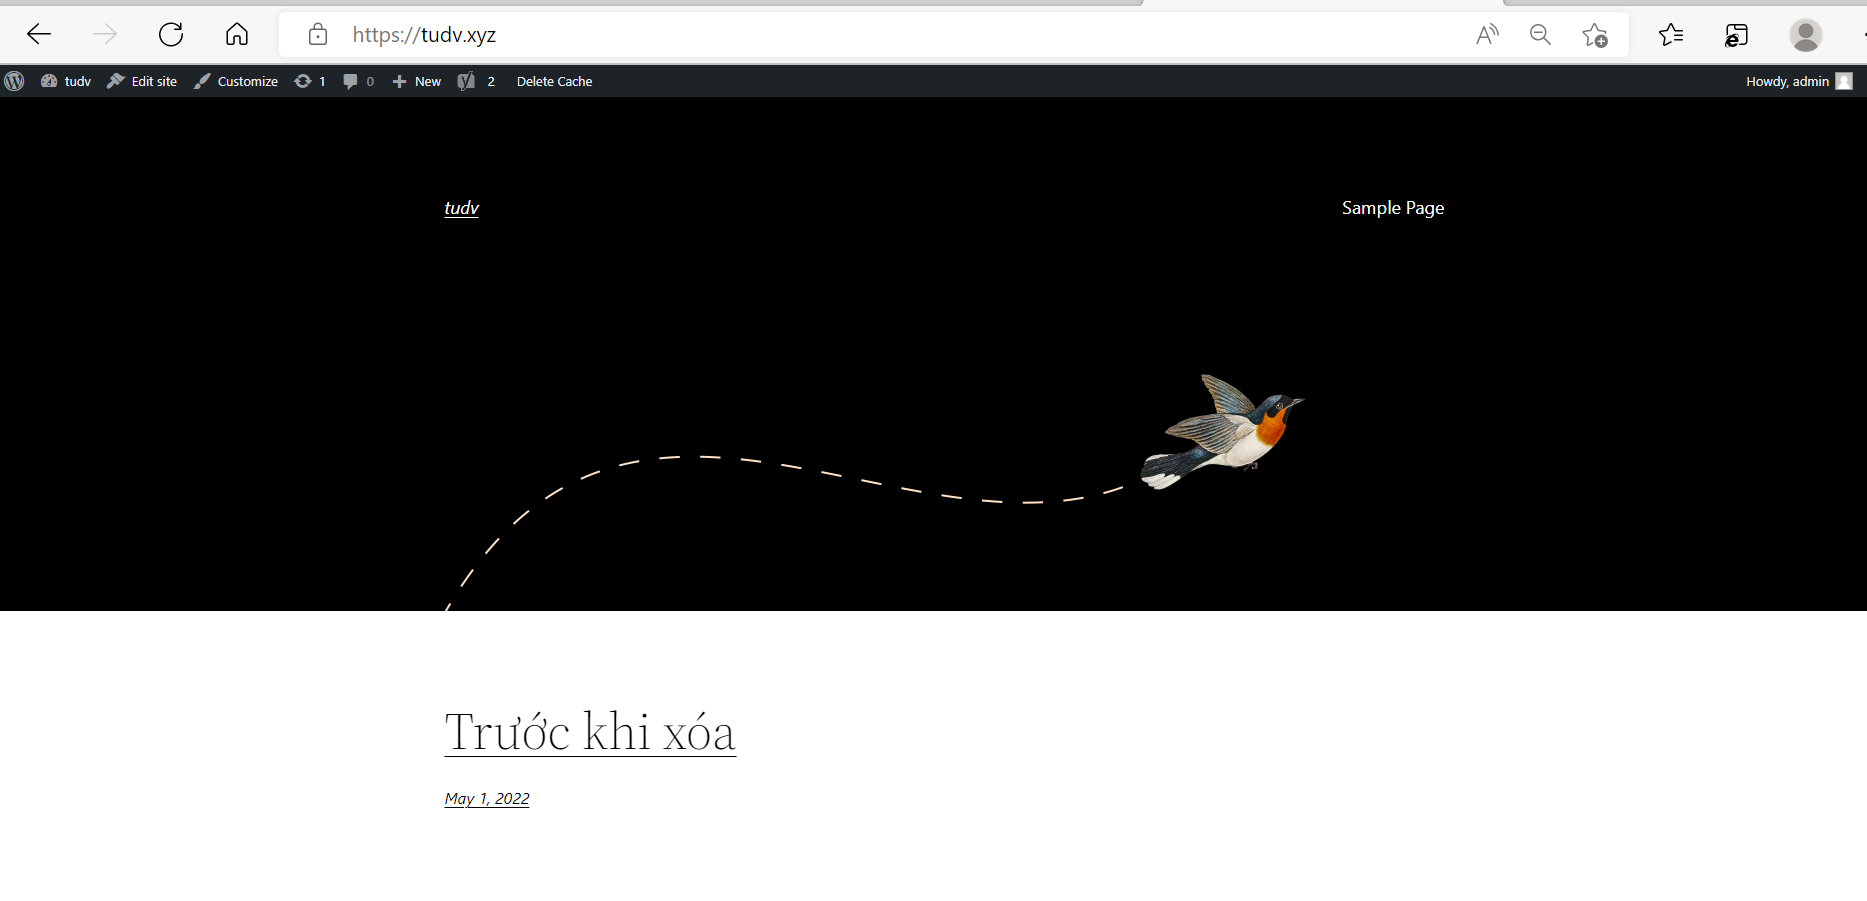 https://tudv.xyz
tudv Edit site Customize 1 0 New 2 Delete Cache Howdy, admin
tudv Sample Page
Trước khi xóa
May 1, 2022